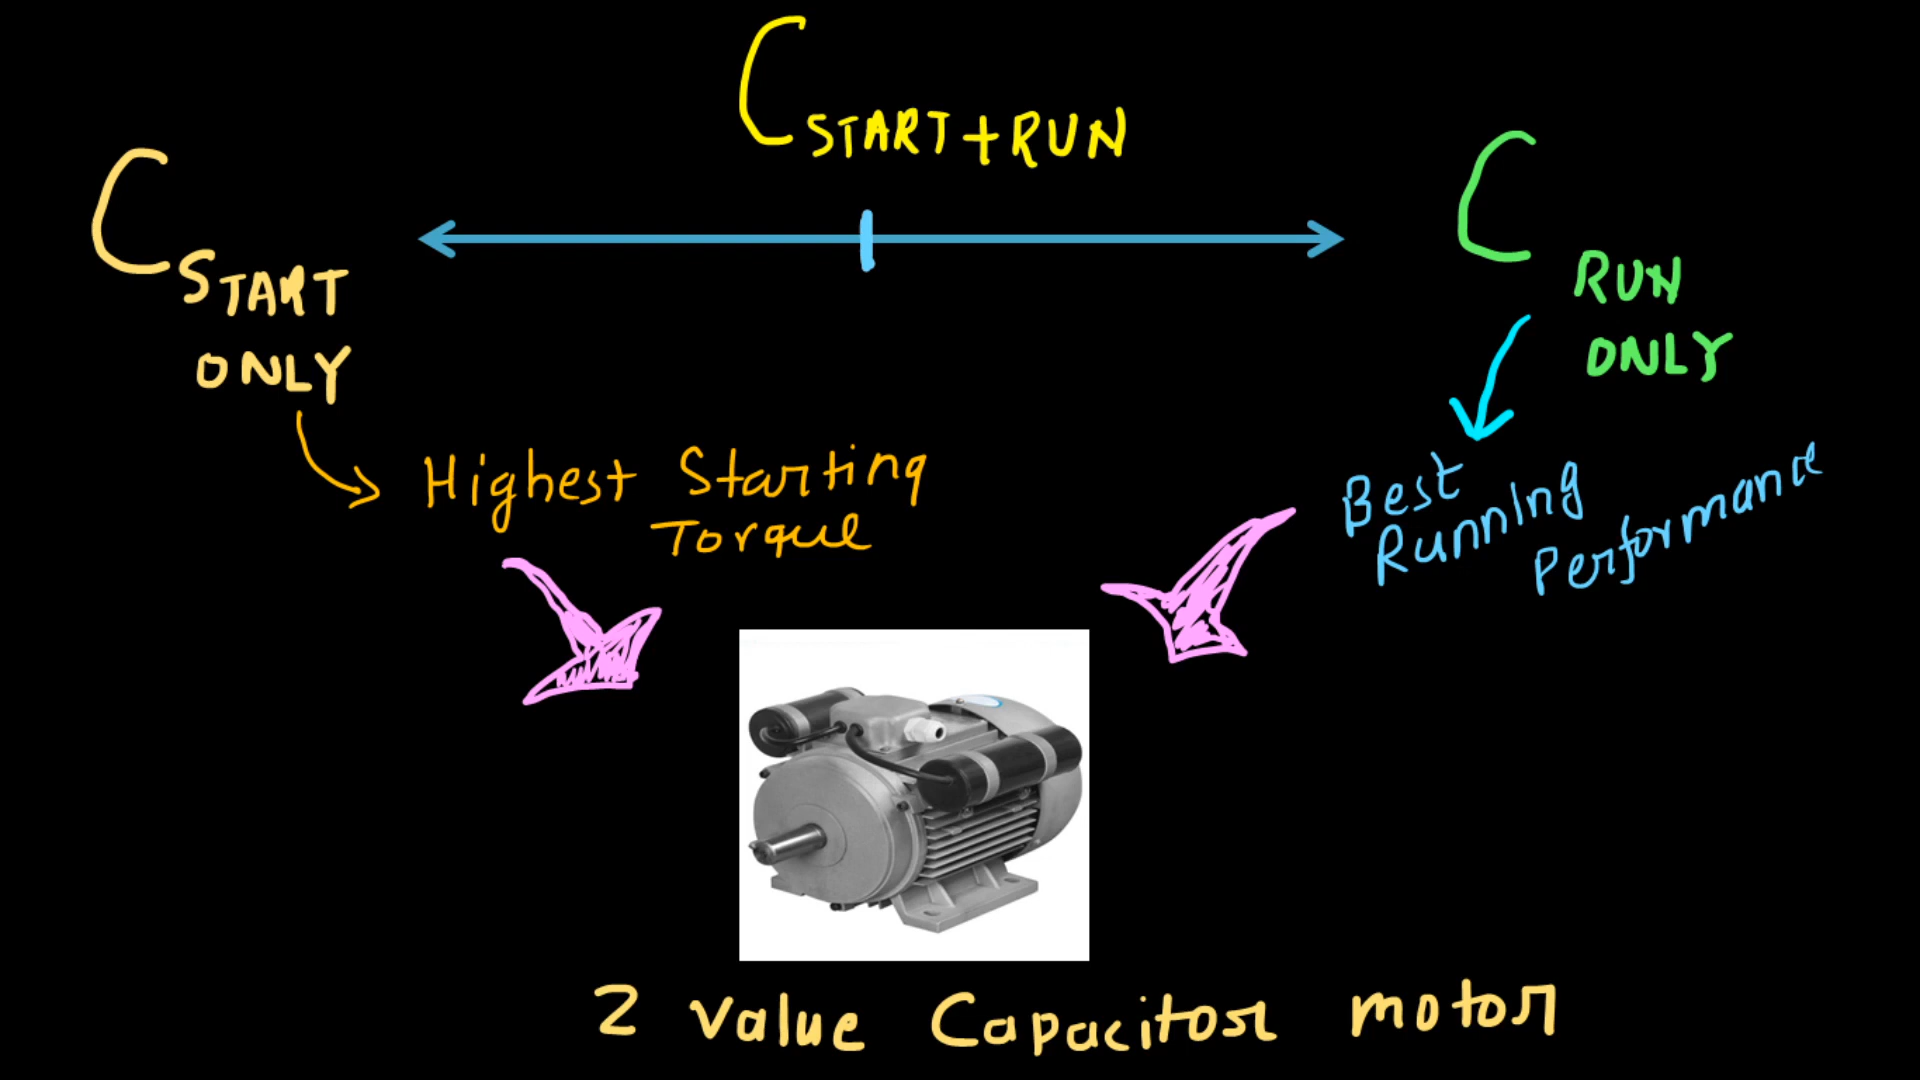 C START+RUN
C START
ONLY
C RUN
ONLY
Highest Starting
Torque
Best
Running
Performance
2 value Capacitor motor